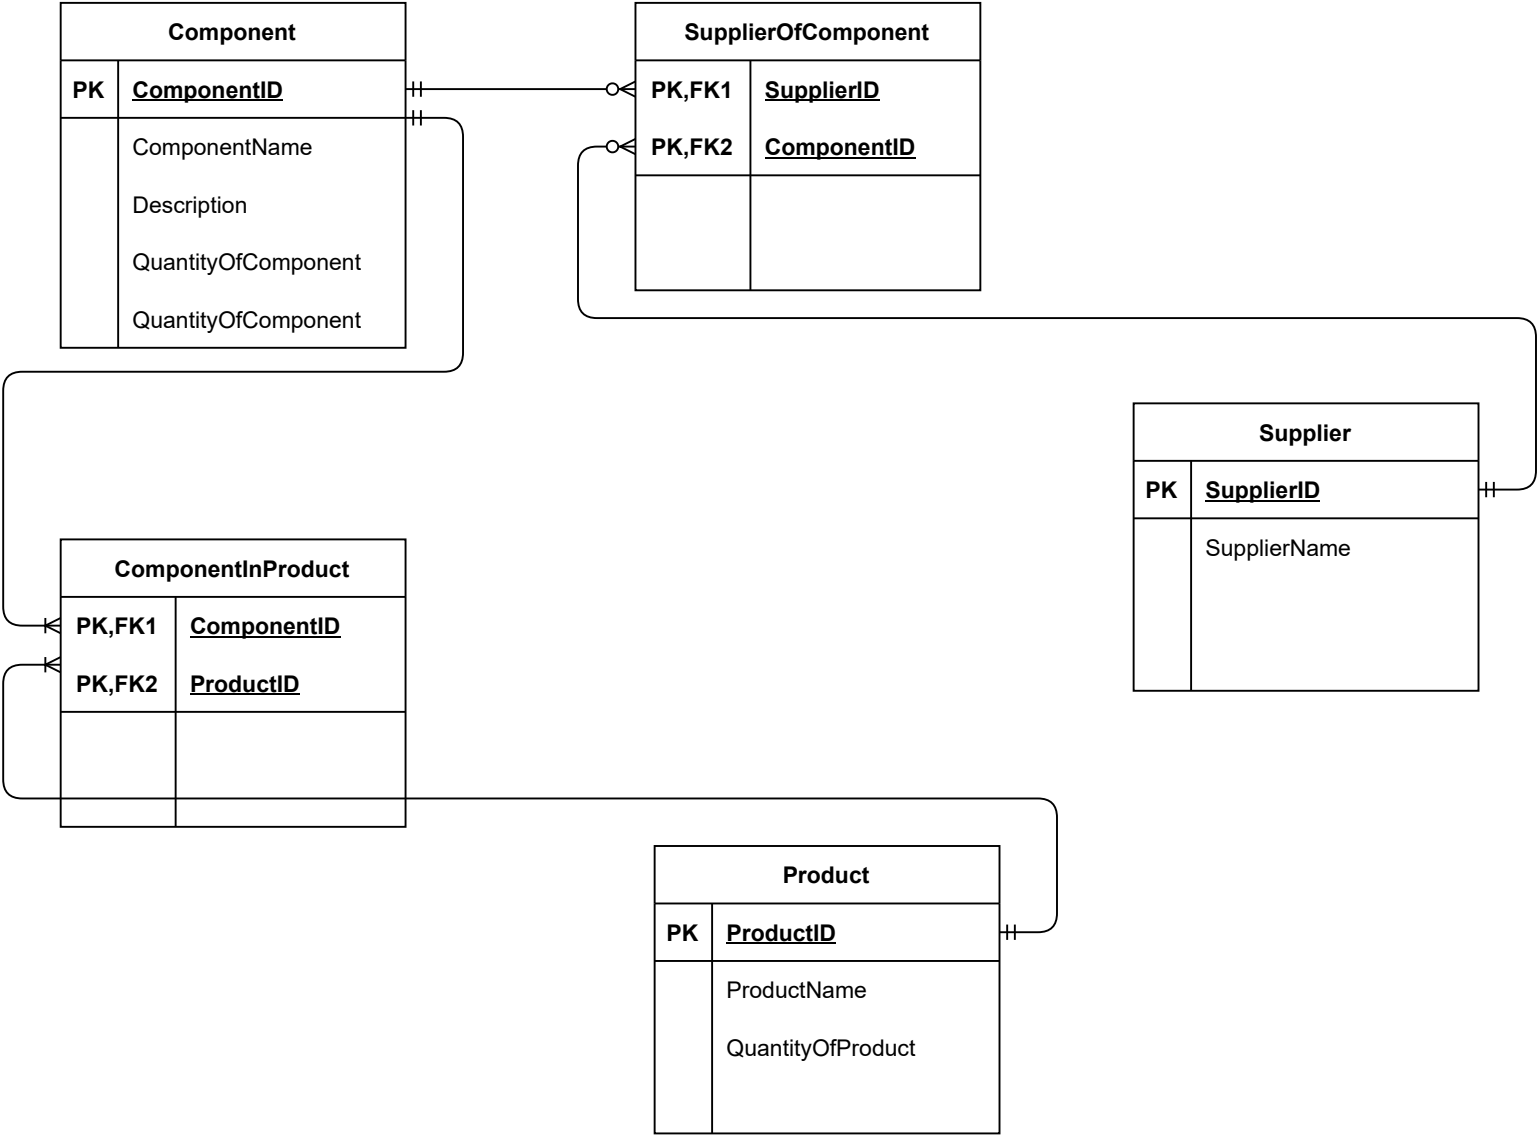 Component
PK ComponentID
ComponentName
Description
QuantityOfComponent
QuantityOfComponent
SupplierOfComponent
PK,FK1 SupplierID
PK,FK2 ComponentID
Supplier
PK SupplierID
SupplierName
ComponentInProduct
PK,FK1 ComponentID
PK,FK2 ProductID
Product
PK ProductID
ProductName
QuantityOfProduct